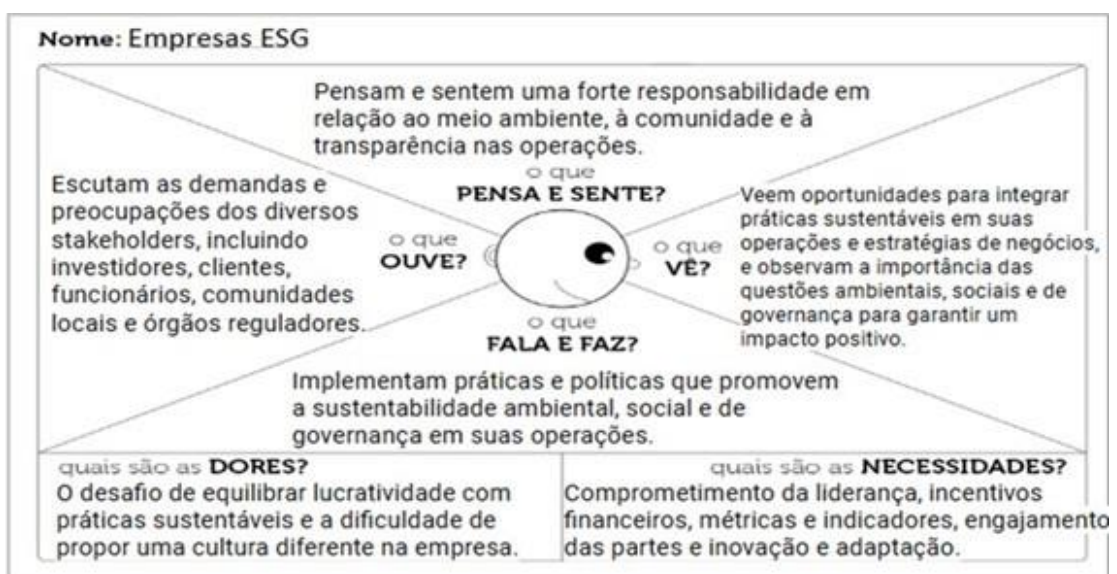 Nome: Empresas ESG
Pensam e sentem uma forte responsabilidade em
relação ao meio ambiente, à comunidade e à
transparência nas operações.
o que
PENSA E SENTE?
Escutam as demandas e
preocupações dos diversos
stakeholders, incluindo
investidores, clientes,
funcionários, comunidades
locais e órgãos reguladores.
o que
OUVE?
o que
VÊ?
Veem oportunidades para integrar
práticas sustentáveis em suas
operações e estratégias de negócios,
e observam a importância das
questões ambientais, sociais e de
governança para garantir um
impacto positivo.
o que
FALA E FAZ?
Implementam práticas e políticas que promovem
a sustentabilidade ambiental, social e de
governança em suas operações.
quais são as DORES?
O desafio de equilibrar lucratividade com
práticas sustentáveis e a dificuldade de
propor uma cultura diferente na empresa.
quais são as NECESSIDADES?
Comprometimento da liderança, incentivos
financeiros, métricas e indicadores, engajamento
das partes e inovação e adaptação.